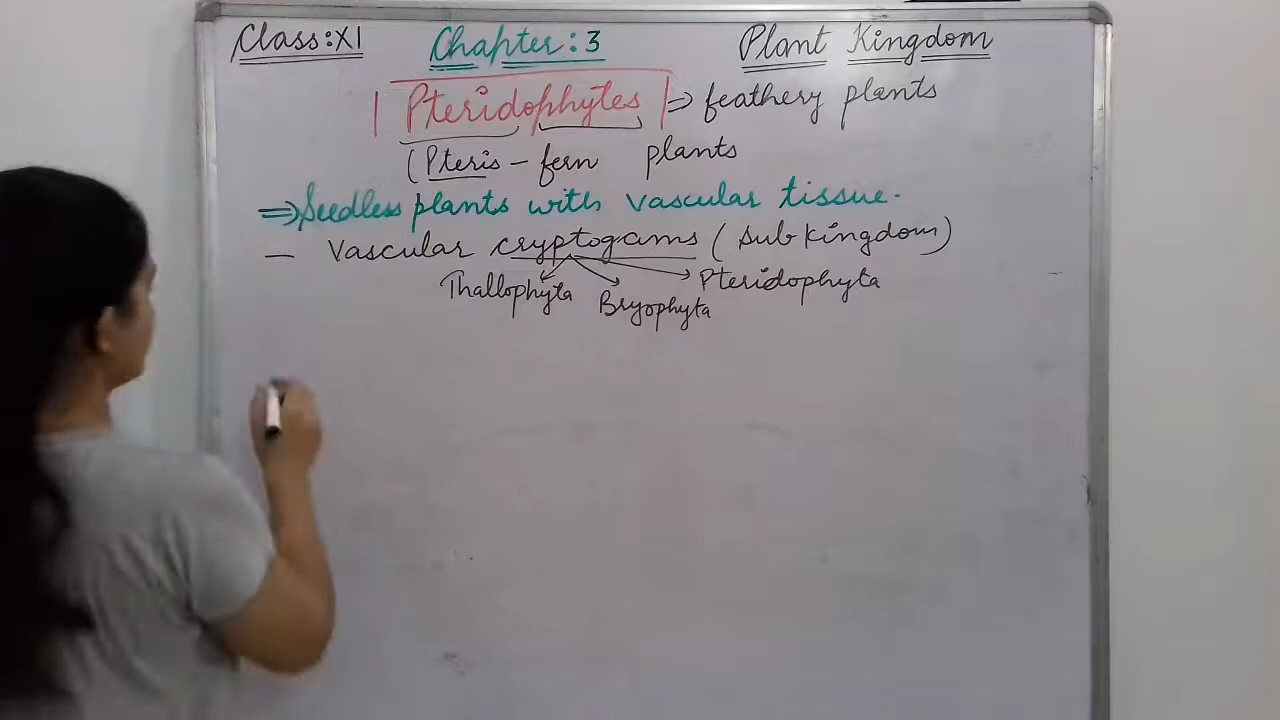 Class:XI Chapter:3 Plant Kingdom
Pteridophytes ⇒ feathery plants
(Pteris - fern plants
⇒ Seedless plants with vascular tissue.
- Vascular cryptogams (Sub Kingdom)
Thallophyta Bryophyta Pteridophyta